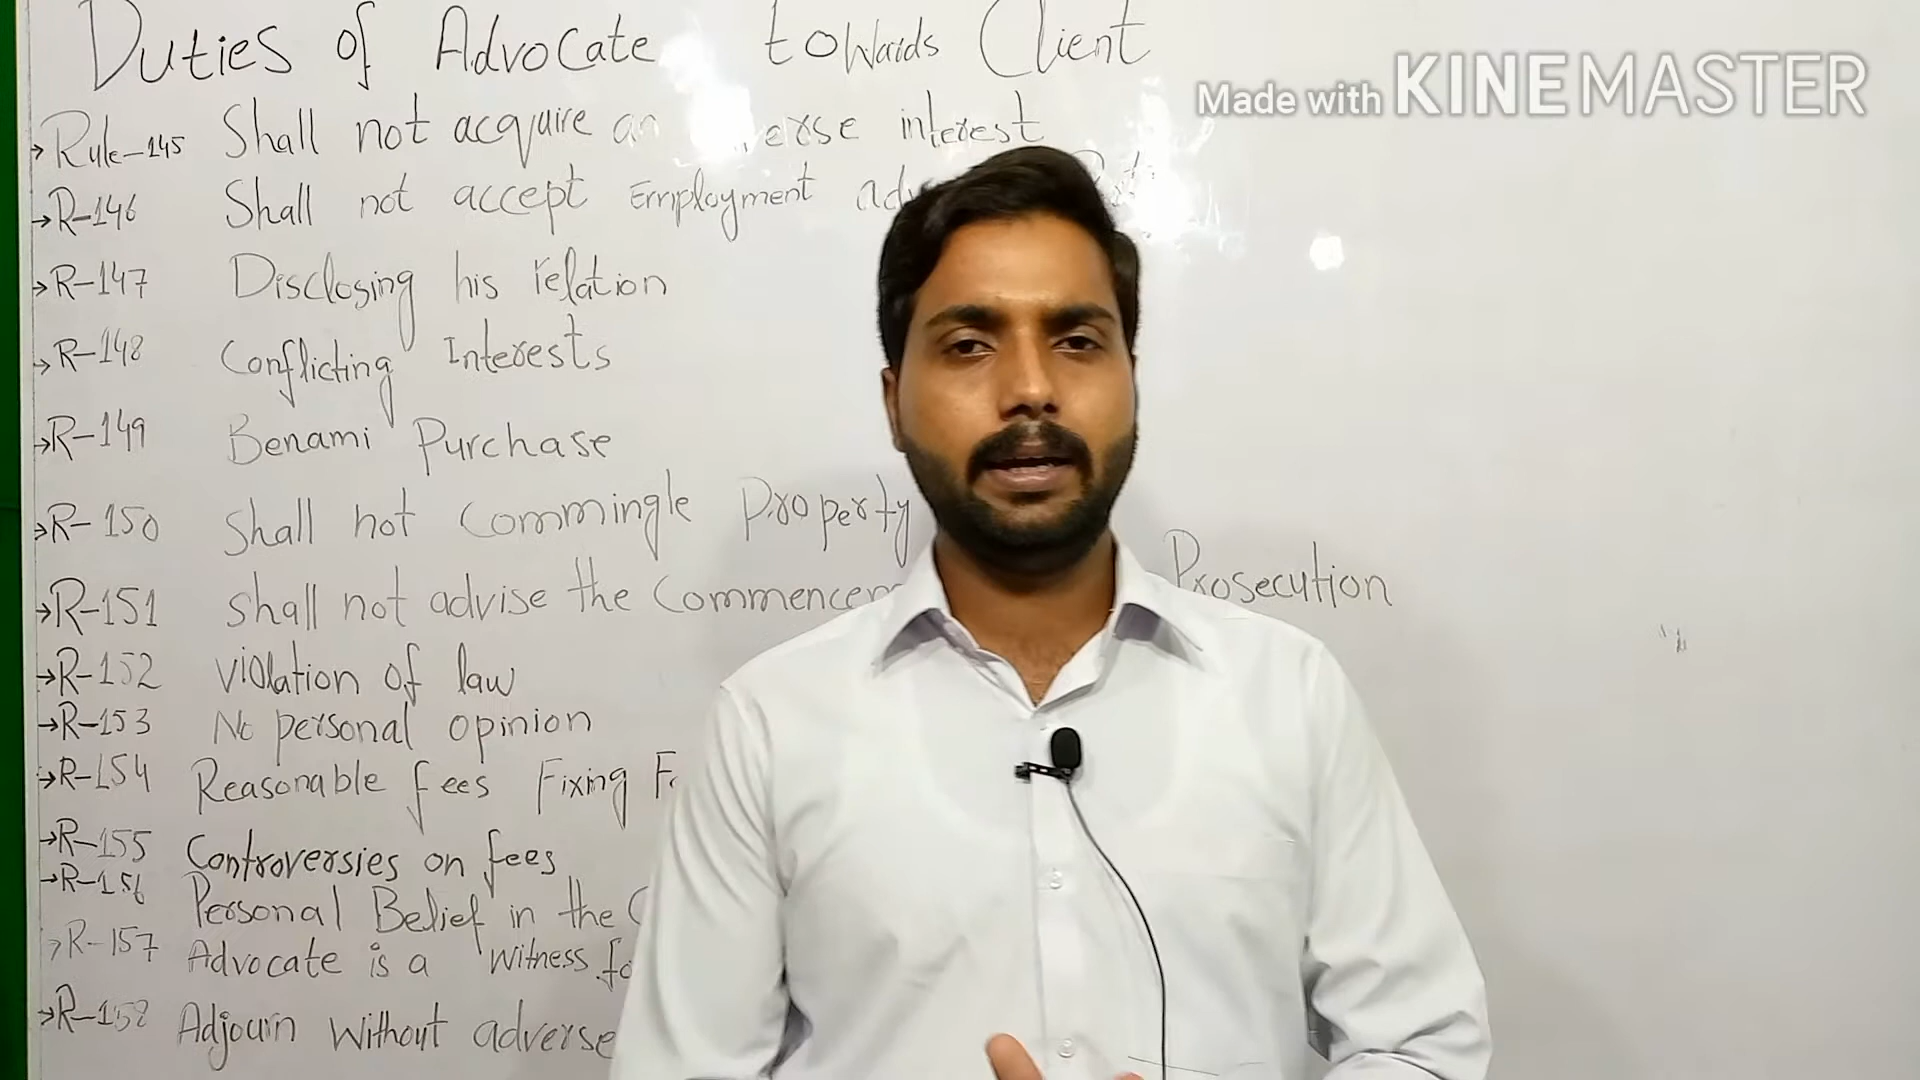 Duties of Advocate towards Client
Made with KINEMASTER
→ Rule-145 Shall not acquire an interest
→ R-146 Shall not accept Employment
→ R-147 Disclosing his relation
→ R-148 Conflicting Interests
→ R-149 Benami Purchase
→ R-150 Shall not Commingle Property
→ R-151 shall not advise the Prosecution
→ R-152 violation of law
→ R-153 No personal opinion
→ R-154 Reasonable fees Fixing
→ R-155 Controversies on fees
→ R-156 Personal Belief in the
→ R-157 Advocate is a witness
→ R-158 Adjourn without adverse